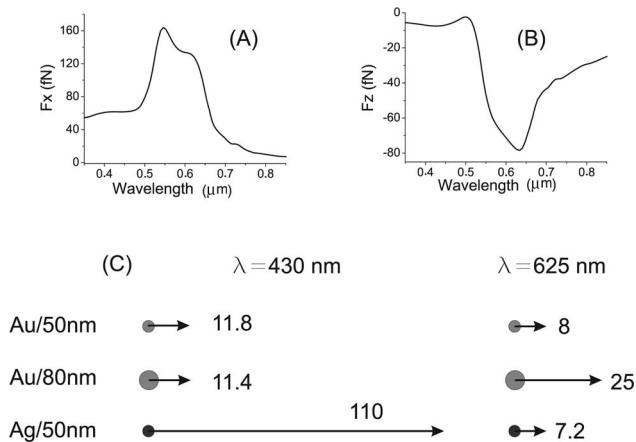 (A)
Fx (fN)
160
120
80
40
0
0.4 0.5 0.6 0.7 0.8
Wavelength (μm)
(B)
Fz (fN)
0
-20
-40
-60
-80
0.4 0.5 0.6 0.7 0.8
Wavelength (μm)
(C) λ=430 nm λ=625 nm
Au/50nm 11.8 8
Au/80nm 11.4 25
Ag/50nm 110 7.2